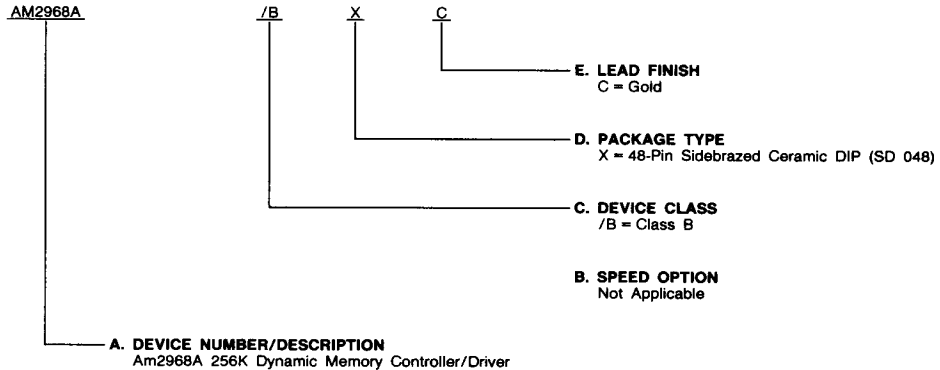 AM2968A /B X C
E. LEAD FINISH
C = Gold
D. PACKAGE TYPE
X = 48-Pin Sidebrazed Ceramic DIP (SD 048)
C. DEVICE CLASS
/B = Class B
B. SPEED OPTION
Not Applicable
A. DEVICE NUMBER/DESCRIPTION
Am2968A 256K Dynamic Memory Controller/Driver